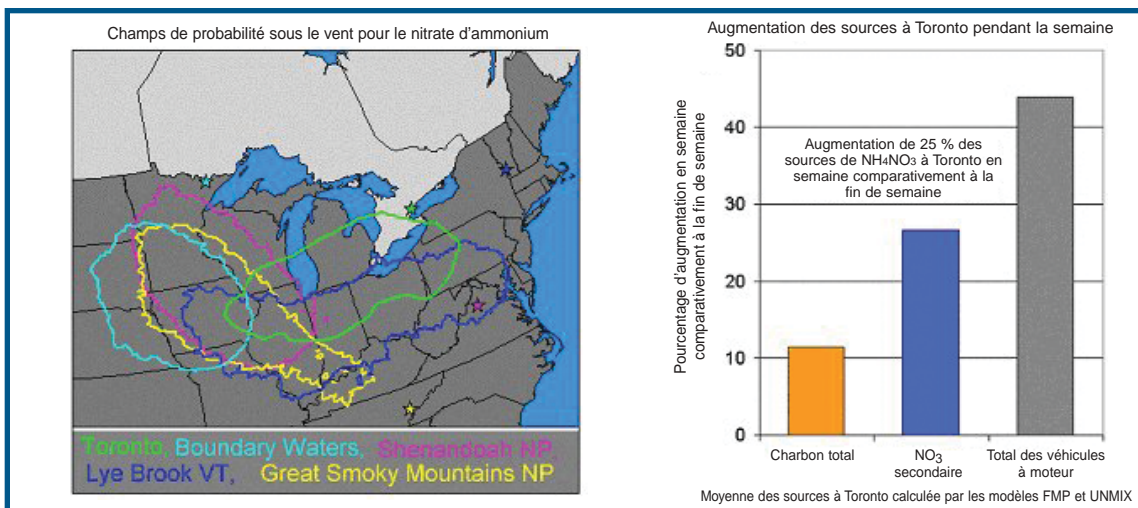 Champs de probabilité sous le vent pour le nitrate d'ammonium
Toronto, Boundary Waters, Shenandoah NP,
Lye Brook VT, Great Smoky Mountains NP
Augmentation des sources à Toronto pendant la semaine
Pourcentage d'augmentation en semaine
comparativement à la fin de semaine
50
40
30
20
10
0
Augmentation de 25 % des
sources de NH4NO3 à Toronto en
semaine comparativement à la
fin de semaine
Charbon total
NO3
secondaire
Total des véhicules
à moteur
Moyenne des sources à Toronto calculée par les modèles FMP et UNMIX